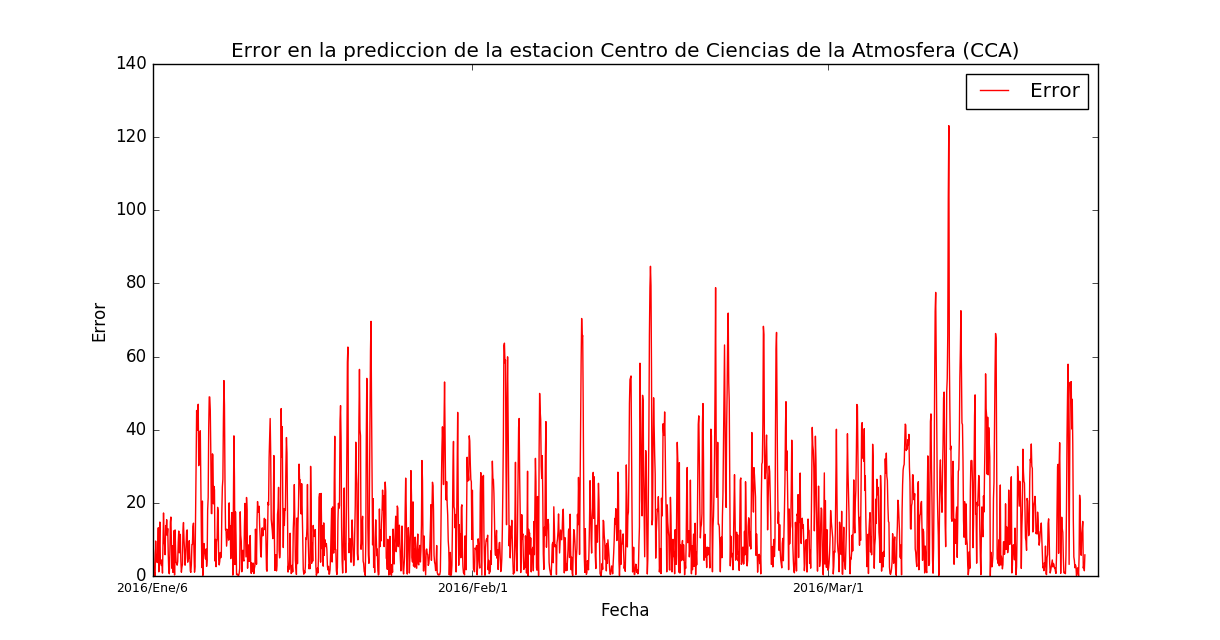 Error en la prediccion de la estacion Centro de Ciencias de la Atmosfera (CCA)
140
120
100
80
60
40
20
0
Error
Error
2016/Ene/6
2016/Feb/1
2016/Mar/1
Fecha